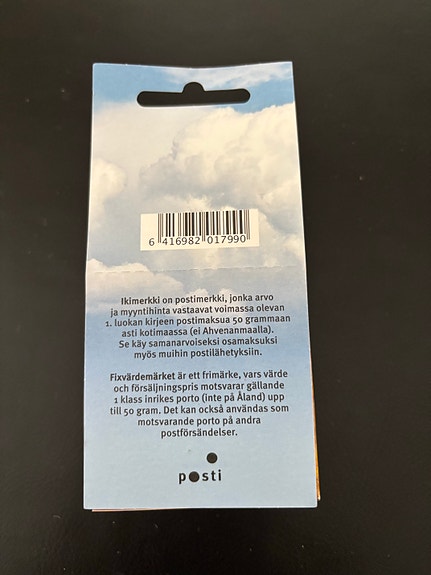 6 416982 017990
Ikimerkki on postimerkki, jonka arvo
ja myyntihinta vastaavat voimassa olevan
1. luokan kirjeen postimaksua 50 grammaan
asti kotimaassa (ei Ahvenanmaalla).
Se käy samanarvoiseksi osamaksuksi
myös muihin postilähetyksiin.
Fixvärdemärket är ett frimärke, vars värde
och försäljningspris motsvarar gällande
1 klass inrikes porto (inte på Åland) upp
till 50 gram. Det kan också användas som
motsvarande porto på andra
postförsändelser.
posti